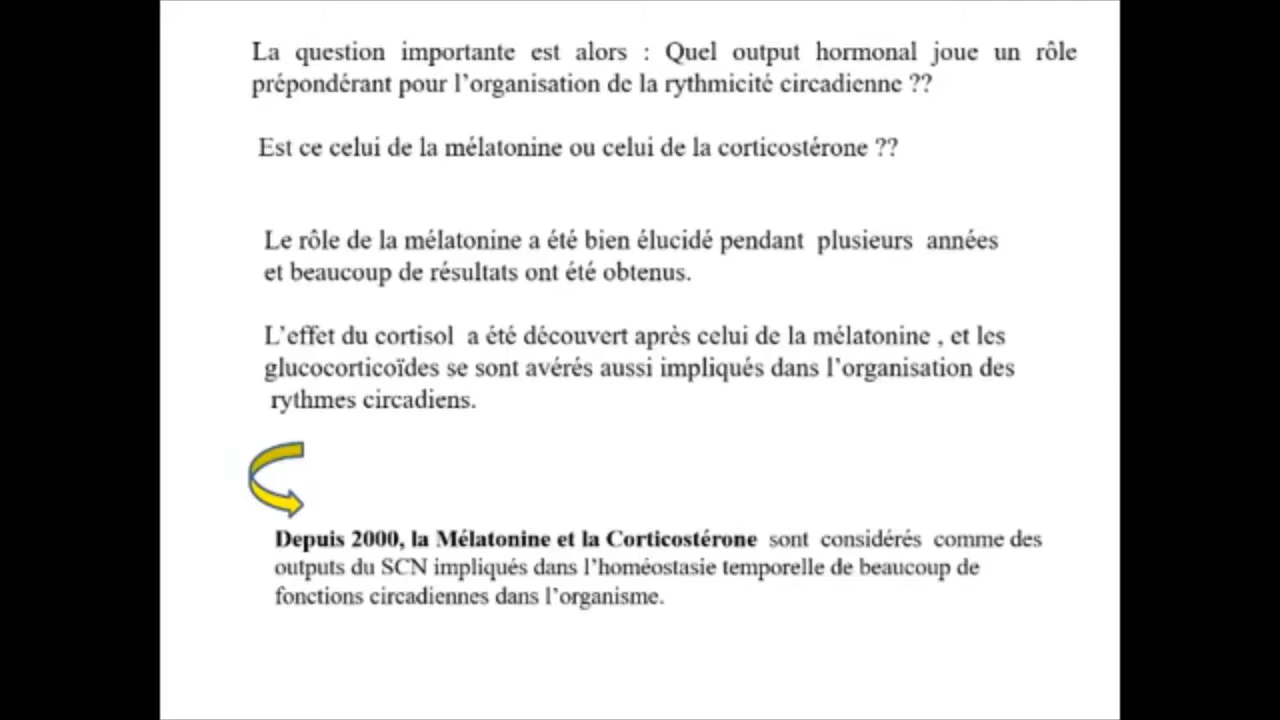 La question importante est alors : Quel output hormonal joue un rôle
prépondérant pour l’organisation de la rythmicité circadienne ??
Est ce celui de la mélatonine ou celui de la corticostérone ??
Le rôle de la mélatonine a été bien élucidé pendant plusieurs années
et beaucoup de résultats ont été obtenus.
L’effet du cortisol a été découvert après celui de la mélatonine , et les
glucocorticoïdes se sont avérés aussi impliqués dans l’organisation des
rythmes circadiens.
Depuis 2000, la Mélatonine et la Corticostérone sont considérés comme des
outputs du SCN impliqués dans l’homéostasie temporelle de beaucoup de
fonctions circadiennes dans l’organisme.